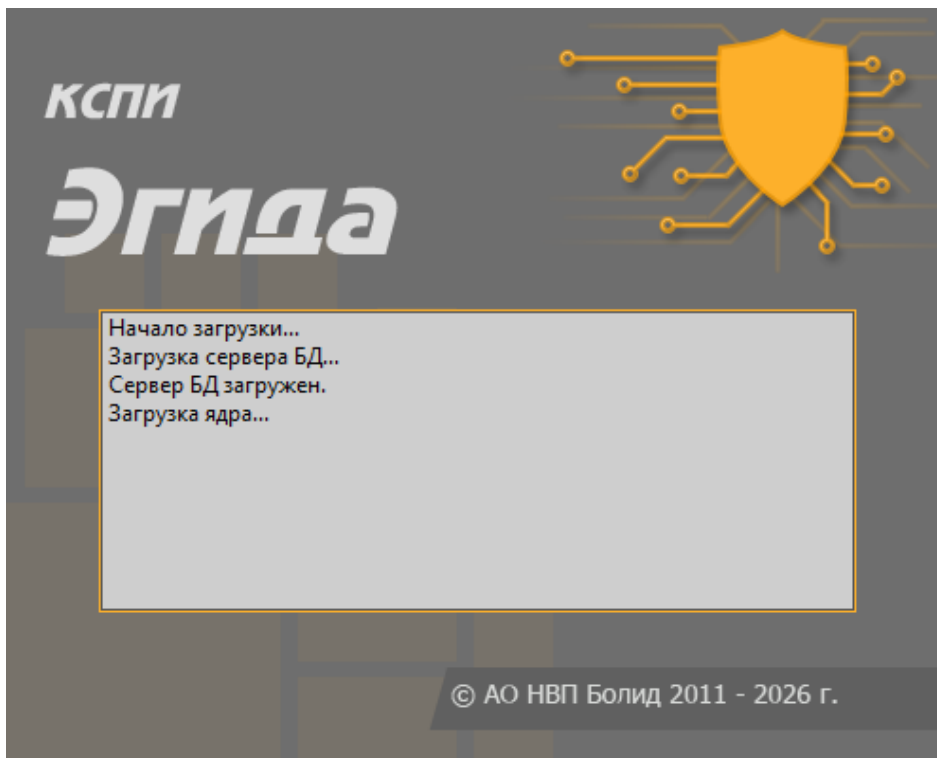 кспи
Эгида
Начало загрузки...
Загрузка сервера БД...
Сервер БД загружен.
Загрузка ядра...
© АО НВП Болид 2011 - 2026 г.